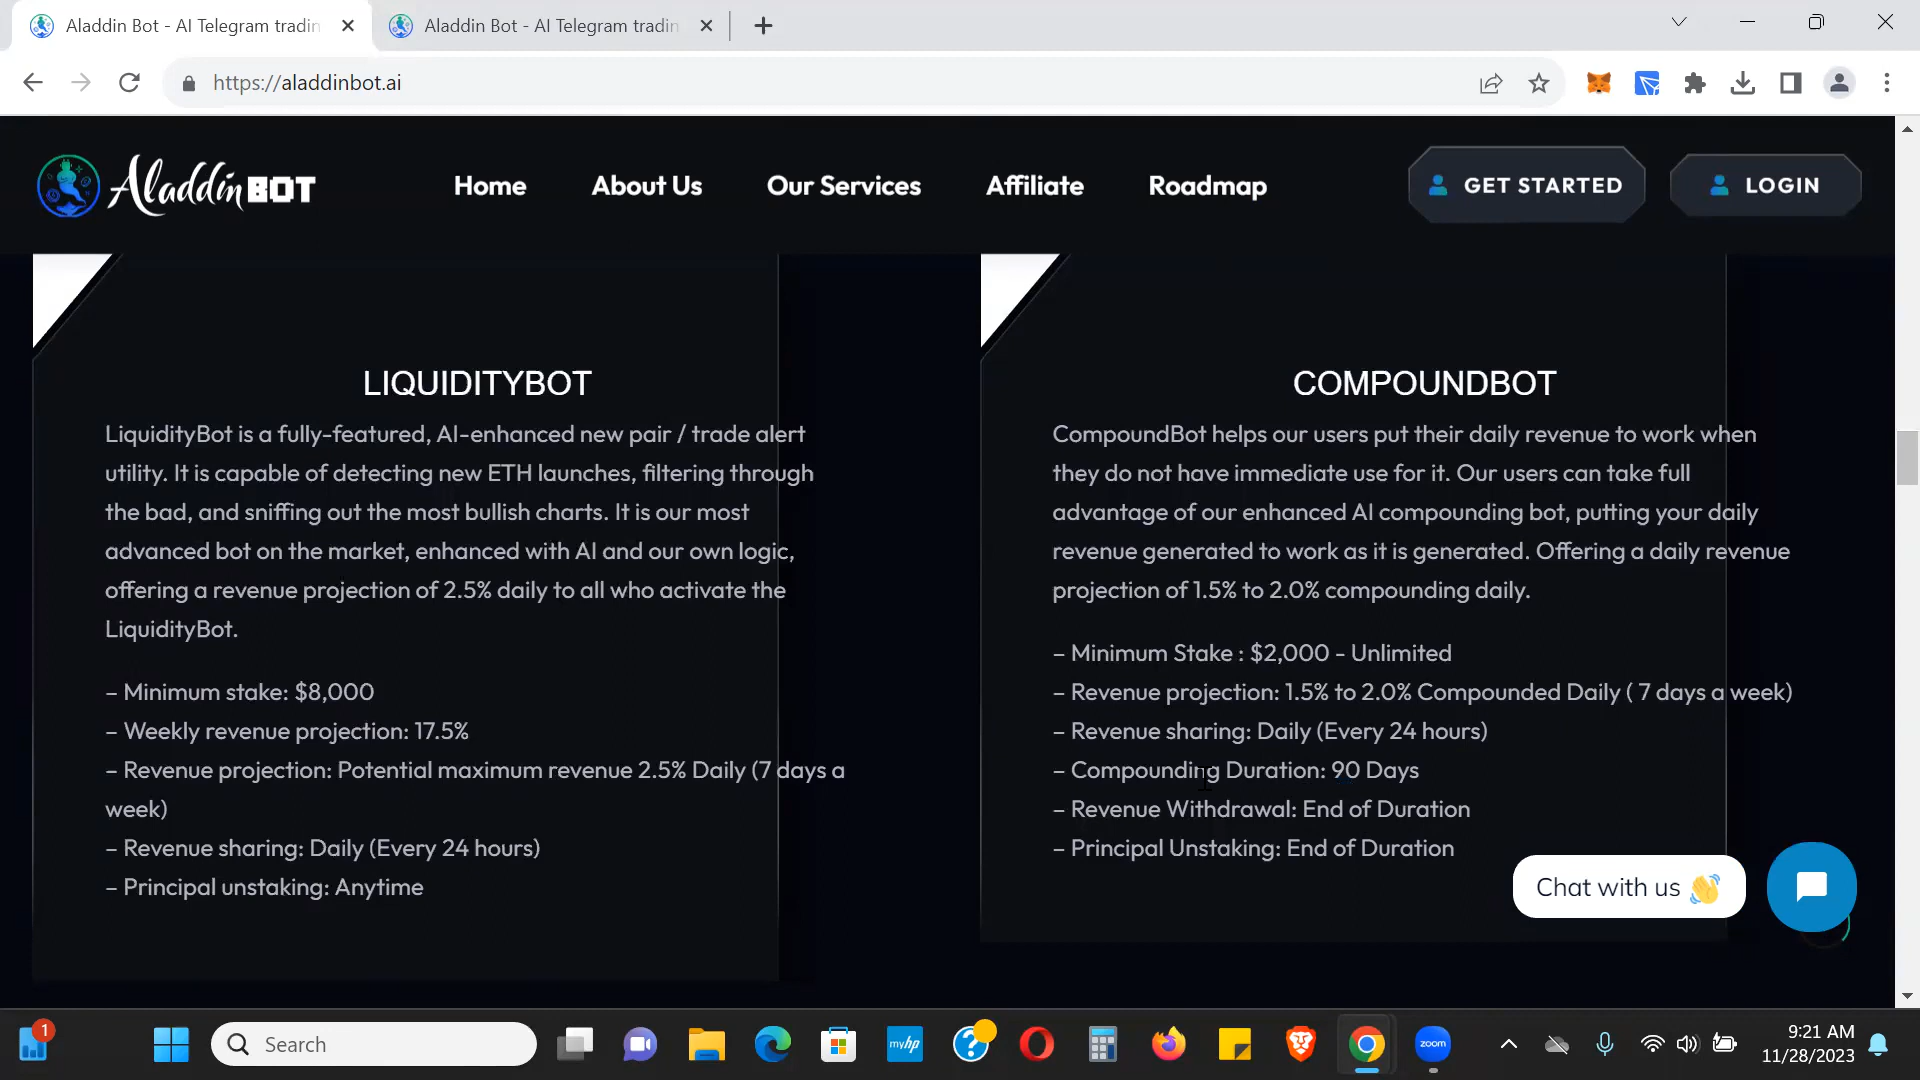 Aladdin Bot - AI Telegram tradin
Aladdin Bot - AI Telegram tradin
https://aladdinbot.ai
Aladdin BOT
Home
About Us
Our Services
Affiliate
Roadmap
GET STARTED
LOGIN
LIQUIDITYBOT
LiquidityBot is a fully-featured, AI-enhanced new pair / trade alert
utility. It is capable of detecting new ETH launches, filtering through
the bad, and sniffing out the most bullish charts. It is our most
advanced bot on the market, enhanced with AI and our own logic,
offering a revenue projection of 2.5% daily to all who activate the
LiquidityBot.
– Minimum stake: $8,000
– Weekly revenue projection: 17.5%
– Revenue projection: Potential maximum revenue 2.5% Daily (7 days a
week)
– Revenue sharing: Daily (Every 24 hours)
– Principal unstaking: Anytime
COMPOUNDBOT
CompoundBot helps our users put their daily revenue to work when
they do not have immediate use for it. Our users can take full
advantage of our enhanced AI compounding bot, putting your daily
revenue generated to work as it is generated. Offering a daily revenue
projection of 1.5% to 2.0% compounding daily.
– Minimum Stake : $2,000 - Unlimited
– Revenue projection: 1.5% to 2.0% Compounded Daily ( 7 days a week)
– Revenue sharing: Daily (Every 24 hours)
– Compounding Duration: 90 Days
– Revenue Withdrawal: End of Duration
– Principal Unstaking: End of Duration
Chat with us 👋
1
Search
myhp
zoom
9:21 AM
11/28/2023